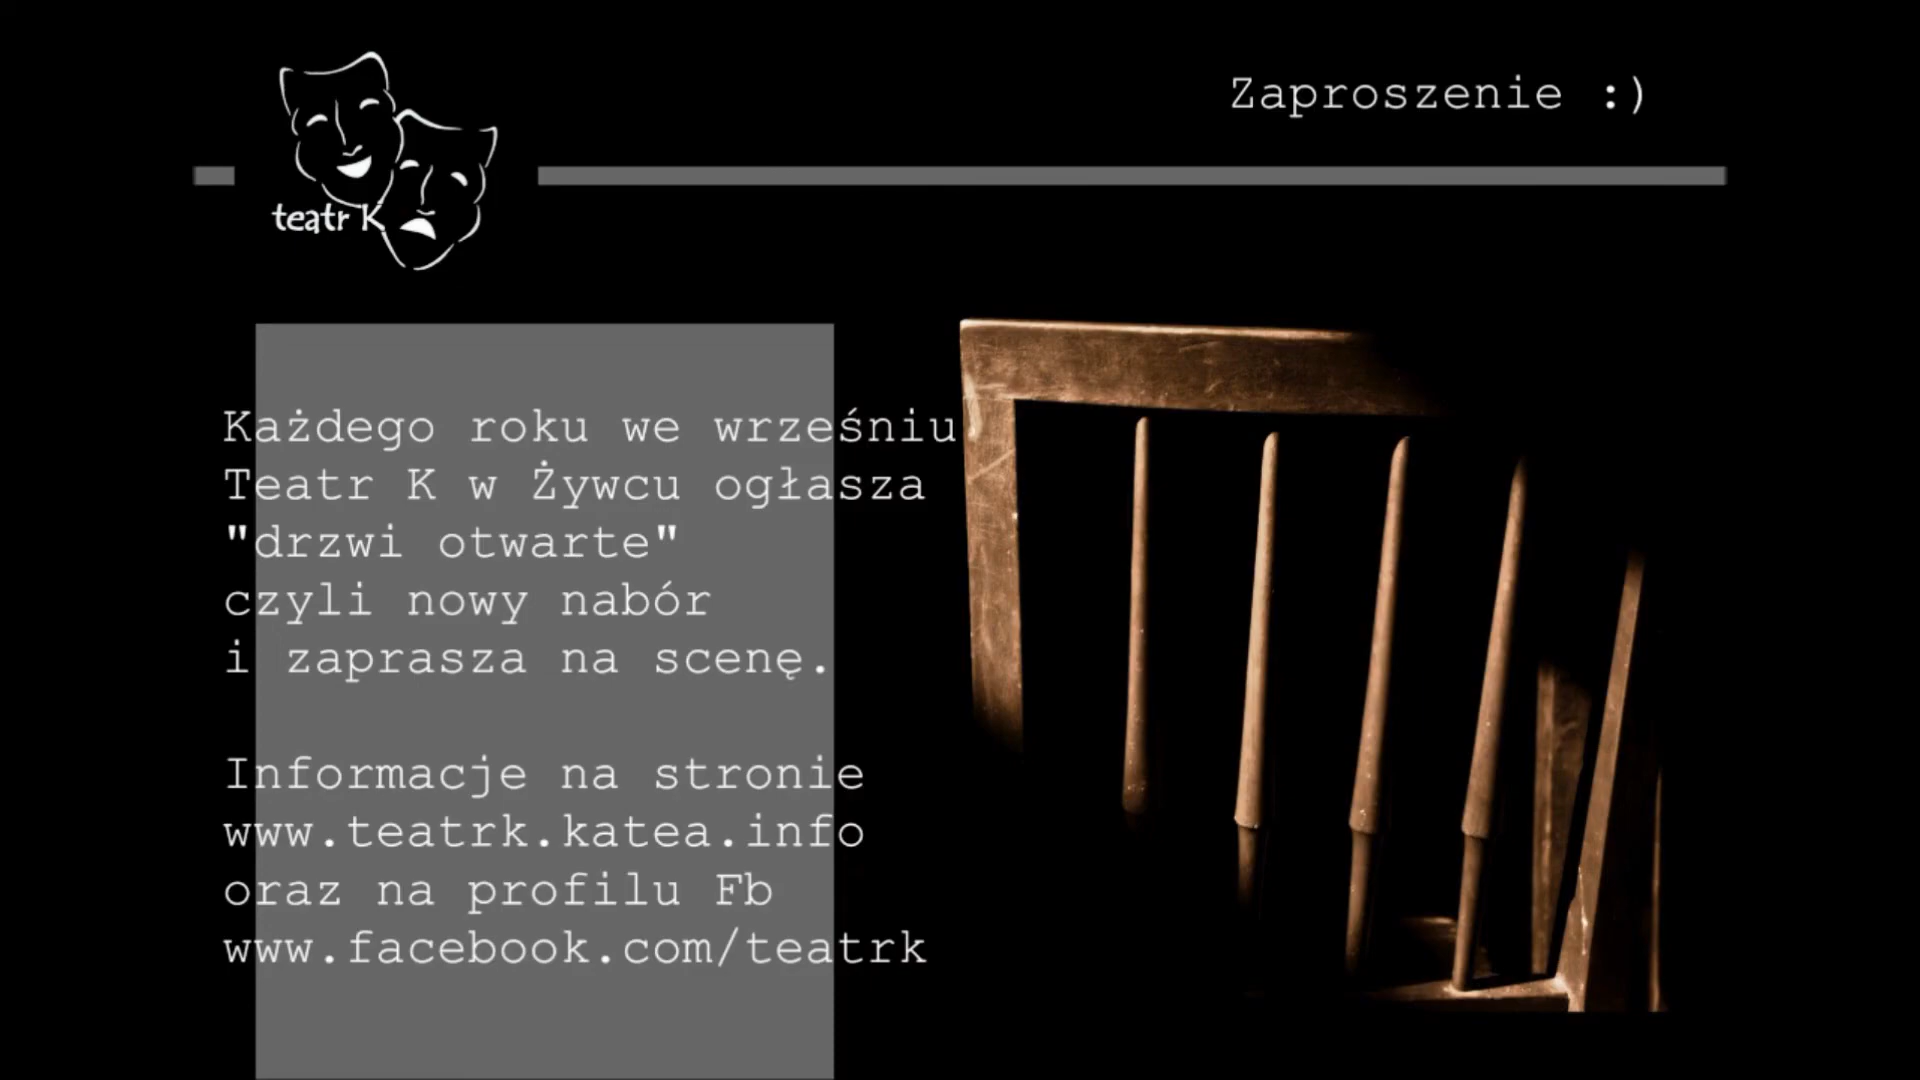 teatr K
Zaproszenie :)
Każdego roku we wrześniu
Teatr K w Żywcu ogłasza
"drzwi otwarte"
czyli nowy nabór
i zaprasza na scenę.
Informacje na stronie
www.teatrk.katea.info
oraz na profilu Fb
www.facebook.com/teatrk